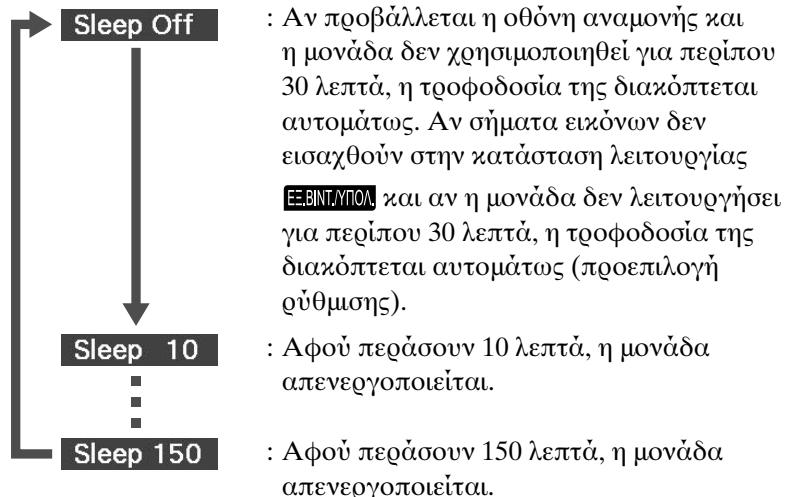 Sleep Off : Αν προβάλλεται η οθόνη αναμονής και
η μονάδα δεν χρησιμοποιηθεί για περίπου
30 λεπτά, η τροφοδοσία της διακόπτεται
αυτομάτως. Αν σήματα εικόνων δεν
εισαχθούν στην κατάσταση λειτουργίας
ΕΞ.ΒΙΝΤ./ΥΠΟΛ. και αν η μονάδα δεν λειτουργήσει
για περίπου 30 λεπτά, η τροφοδοσία της
διακόπτεται αυτομάτως (προεπιλογή
ρύθμισης).
Sleep 10 : Αφού περάσουν 10 λεπτά, η μονάδα
απενεργοποιείται.
Sleep 150 : Αφού περάσουν 150 λεπτά, η μονάδα
απενεργοποιείται.